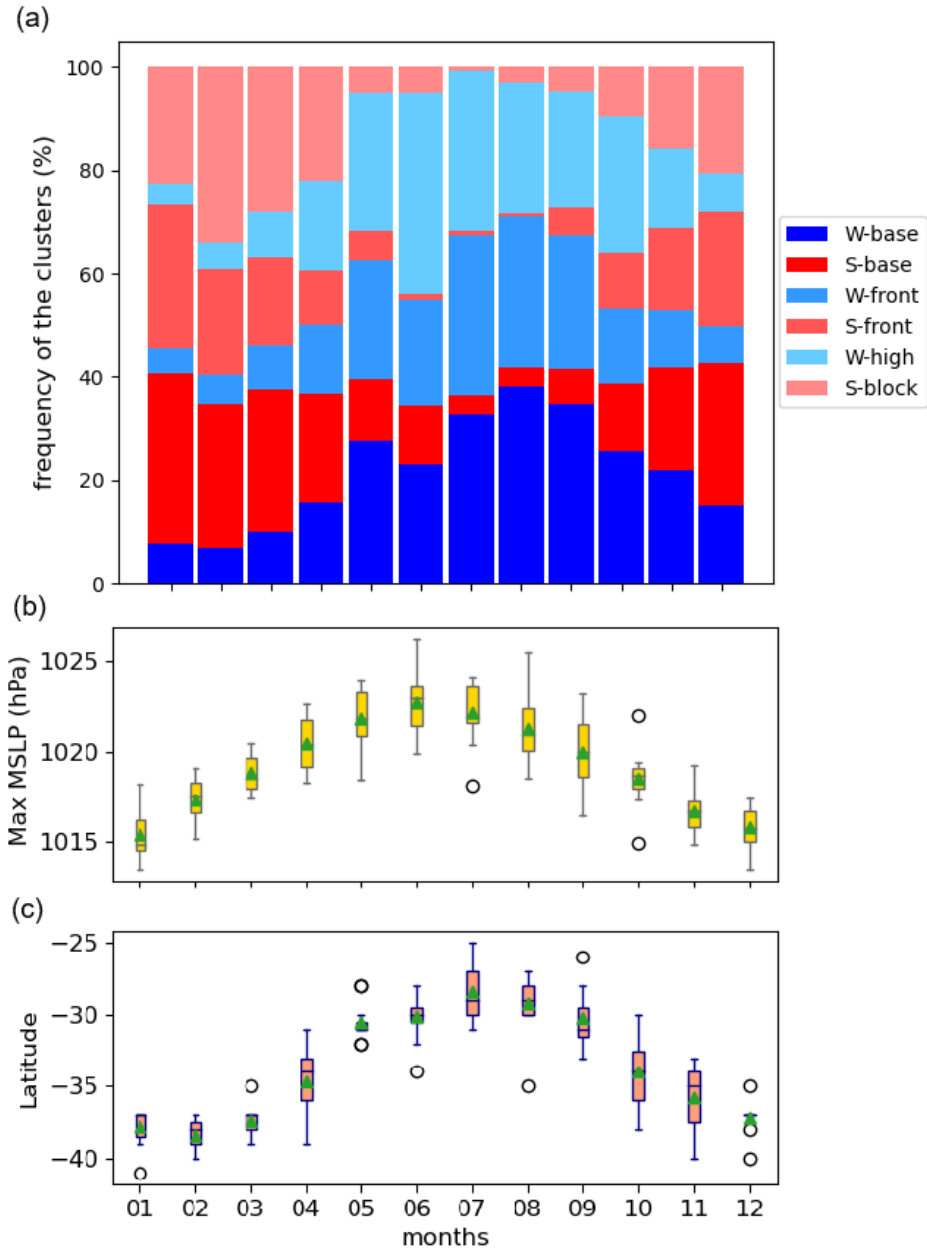 (a)
100
80
60
40
20
0
frequency of the clusters (%)
W-base
S-base
W-front
S-front
W-high
S-block
(b)
1025
1020
1015
Max MSLP (hPa)
(c)
−25
−30
−35
−40
Latitude
01 02 03 04 05 06 07 08 09 10 11 12
months